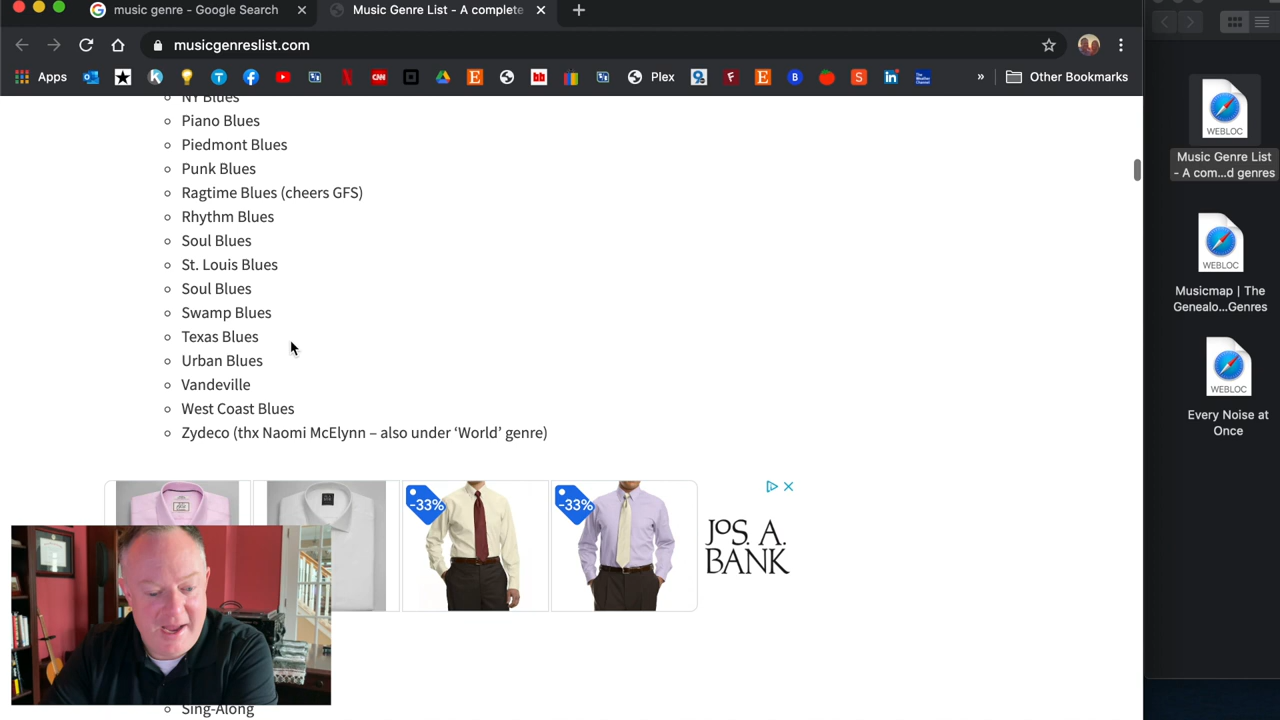 music genre - Google Search
Music Genre List - A complete
musicgenreslist.com
Apps
CNN
bb
Plex
Other Bookmarks
NY Blues
Piano Blues
Piedmont Blues
Punk Blues
Ragtime Blues (cheers GFS)
Rhythm Blues
Soul Blues
St. Louis Blues
Soul Blues
Swamp Blues
Texas Blues
Urban Blues
Vandeville
West Coast Blues
Zydeco (thx Naomi McElynn – also under ‘World’ genre)
-33%
-33%
JOS. A.
BANK
Sing-Along
WEBLOC
Music Genre List
- A com...d genres
WEBLOC
Musicmap | The
Genealo...Genres
WEBLOC
Every Noise at
Once